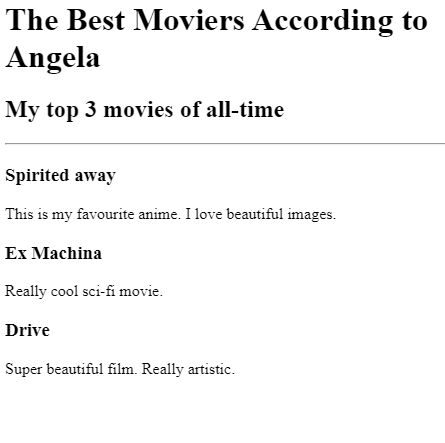 The Best Moviers According to
Angela
My top 3 movies of all-time
Spirited away
This is my favourite anime. I love beautiful images.
Ex Machina
Really cool sci-fi movie.
Drive
Super beautiful film. Really artistic.